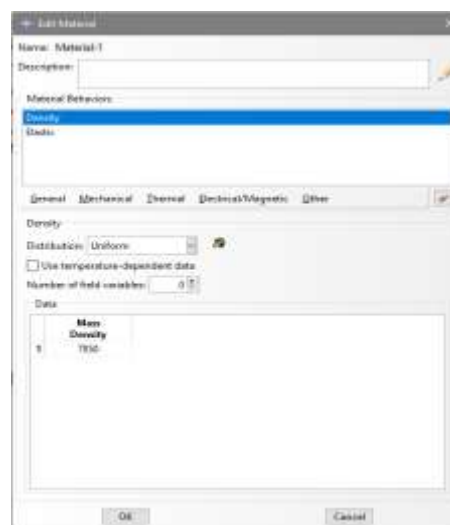 Edit Material
Name: Material-1
Description:
Material Behaviors
Density
Elastic
General Mechanical Thermal Electrical/Magnetic Other
Density
Distribution: Uniform
Use temperature-dependent data
Number of field variables: 0
Data
Mass
Density
1 7850
OK Cancel